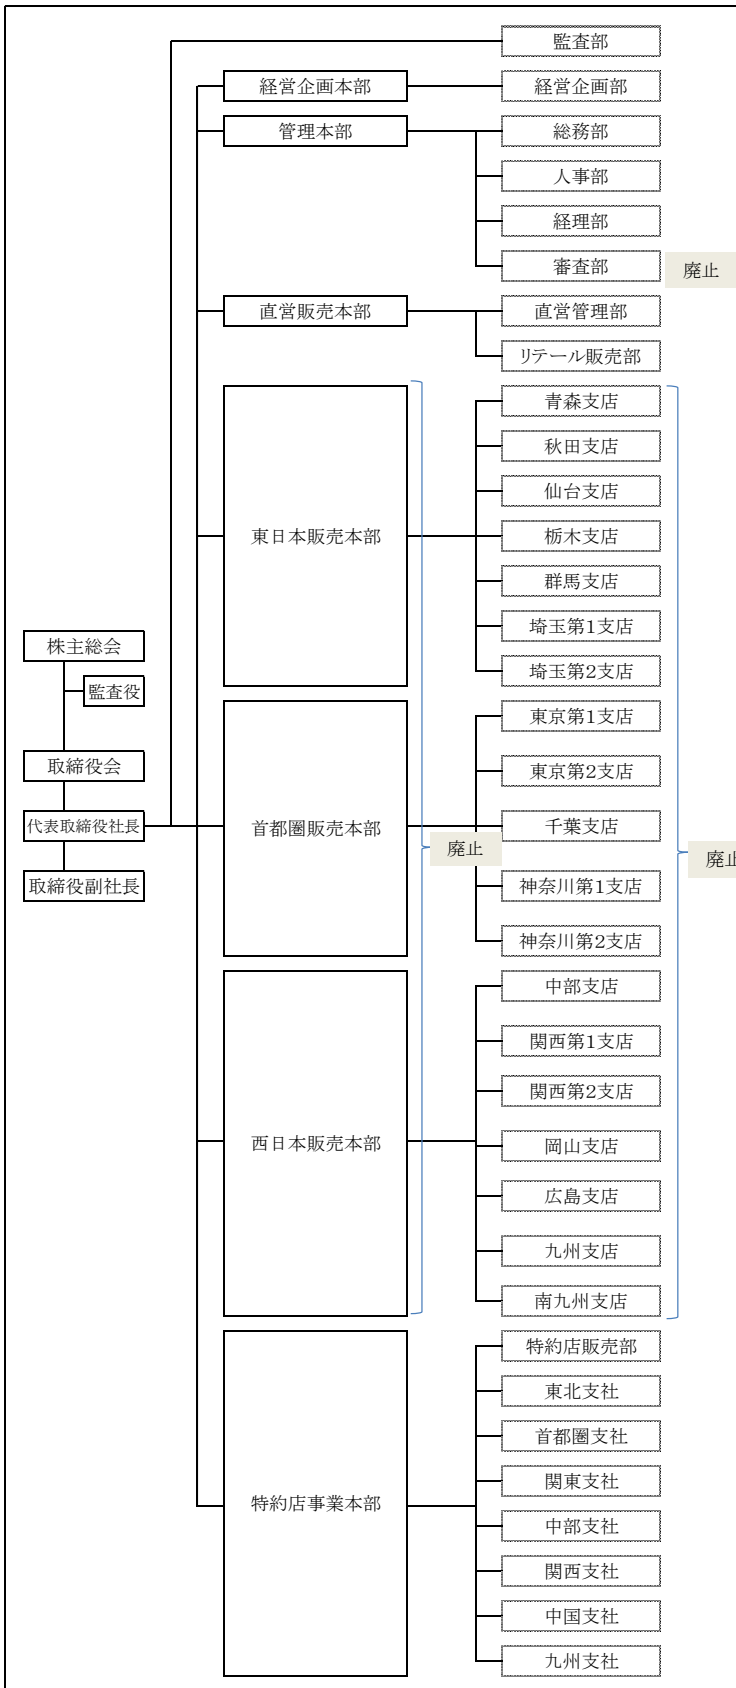 監査部
経営企画本部
経営企画部
管理本部
総務部
人事部
経理部
審査部
廃止
直営販売本部
直営管理部
リテール販売部
東日本販売本部
青森支店
秋田支店
仙台支店
栃木支店
群馬支店
埼玉第1支店
埼玉第2支店
株主総会
監査役
取締役会
代表取締役社長
取締役副社長
首都圏販売本部
東京第1支店
東京第2支店
千葉支店
神奈川第1支店
神奈川第2支店
廃止
廃止
西日本販売本部
中部支店
関西第1支店
関西第2支店
岡山支店
広島支店
九州支店
南九州支店
特約店事業本部
特約店販売部
東北支社
首都圏支社
関東支社
中部支社
関西支社
中国支社
九州支社